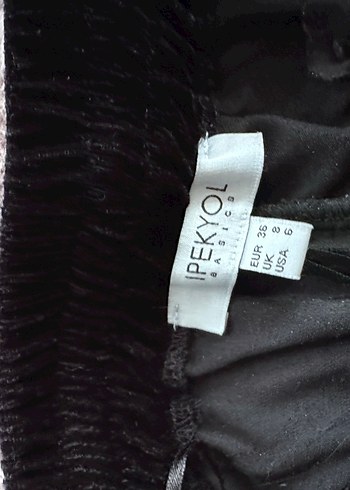 IPEKYOL
BASICS
EUR 36
UK 8
USA 6